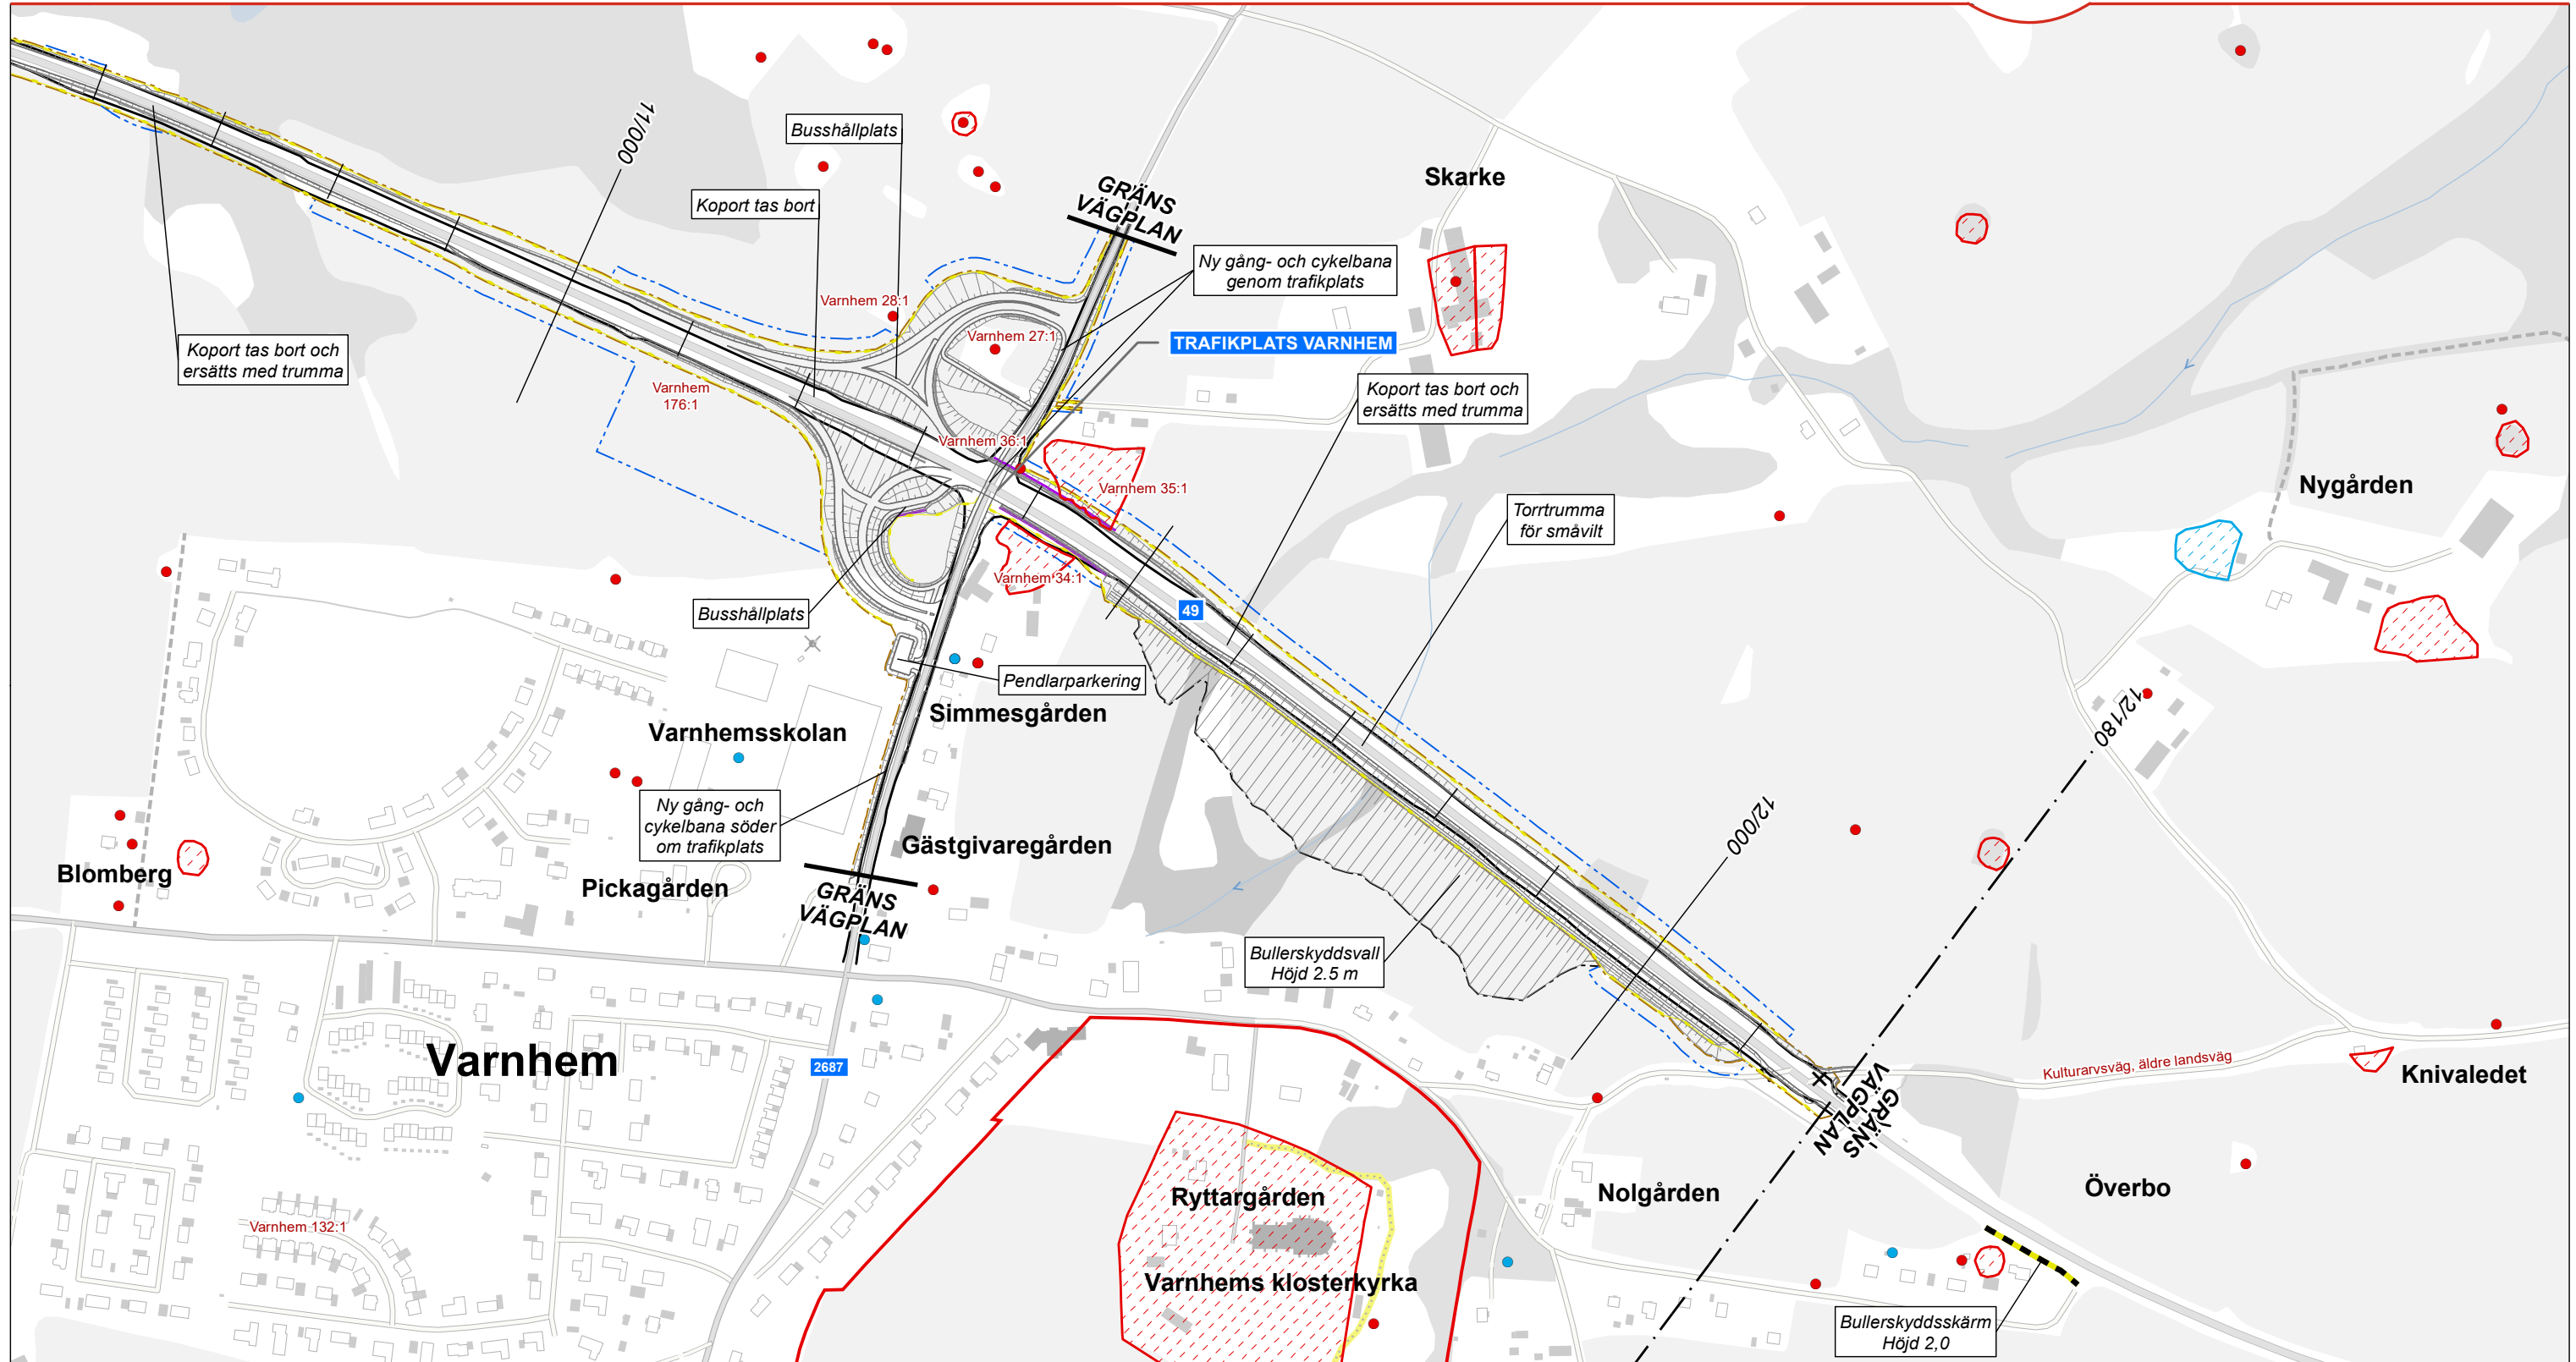 11/000
Busshållplats
Koport tas bort
GRÄNS
VÄGPLAN
Skarke
Ny gång- och cykelbana
genom trafikplats
Varnhem 28:1
Varnhem 27:1
TRAFIKPLATS VARNHEM
Koport tas bort och
ersätts med trumma
Varnhem
176:1
Koport tas bort och
ersätts med trumma
Varnhem 36:1
Varnhem 35:1
Nygården
Torrtrumma
för småvilt
Varnhem 34:1
Busshållplats
49
Pendlarparkering
Simmesgården
Varnhemsskolan
12/180
Ny gång- och
cykelbana söder
om trafikplats
12/000
Gästgivaregården
Blomberg
Pickagården
GRÄNS
VÄGPLAN
Bullerskyddsvall
Höjd 2.5 m
Varnhem
2687
Kulturarvsväg, äldre landsväg
Knivaledet
GRÄNS
VÄGPLAN
Ryttargården
Nolgården
Överbo
Varnhem 132:1
Varnhems klosterkyrka
Bullerskyddsskärm
Höjd 2,0